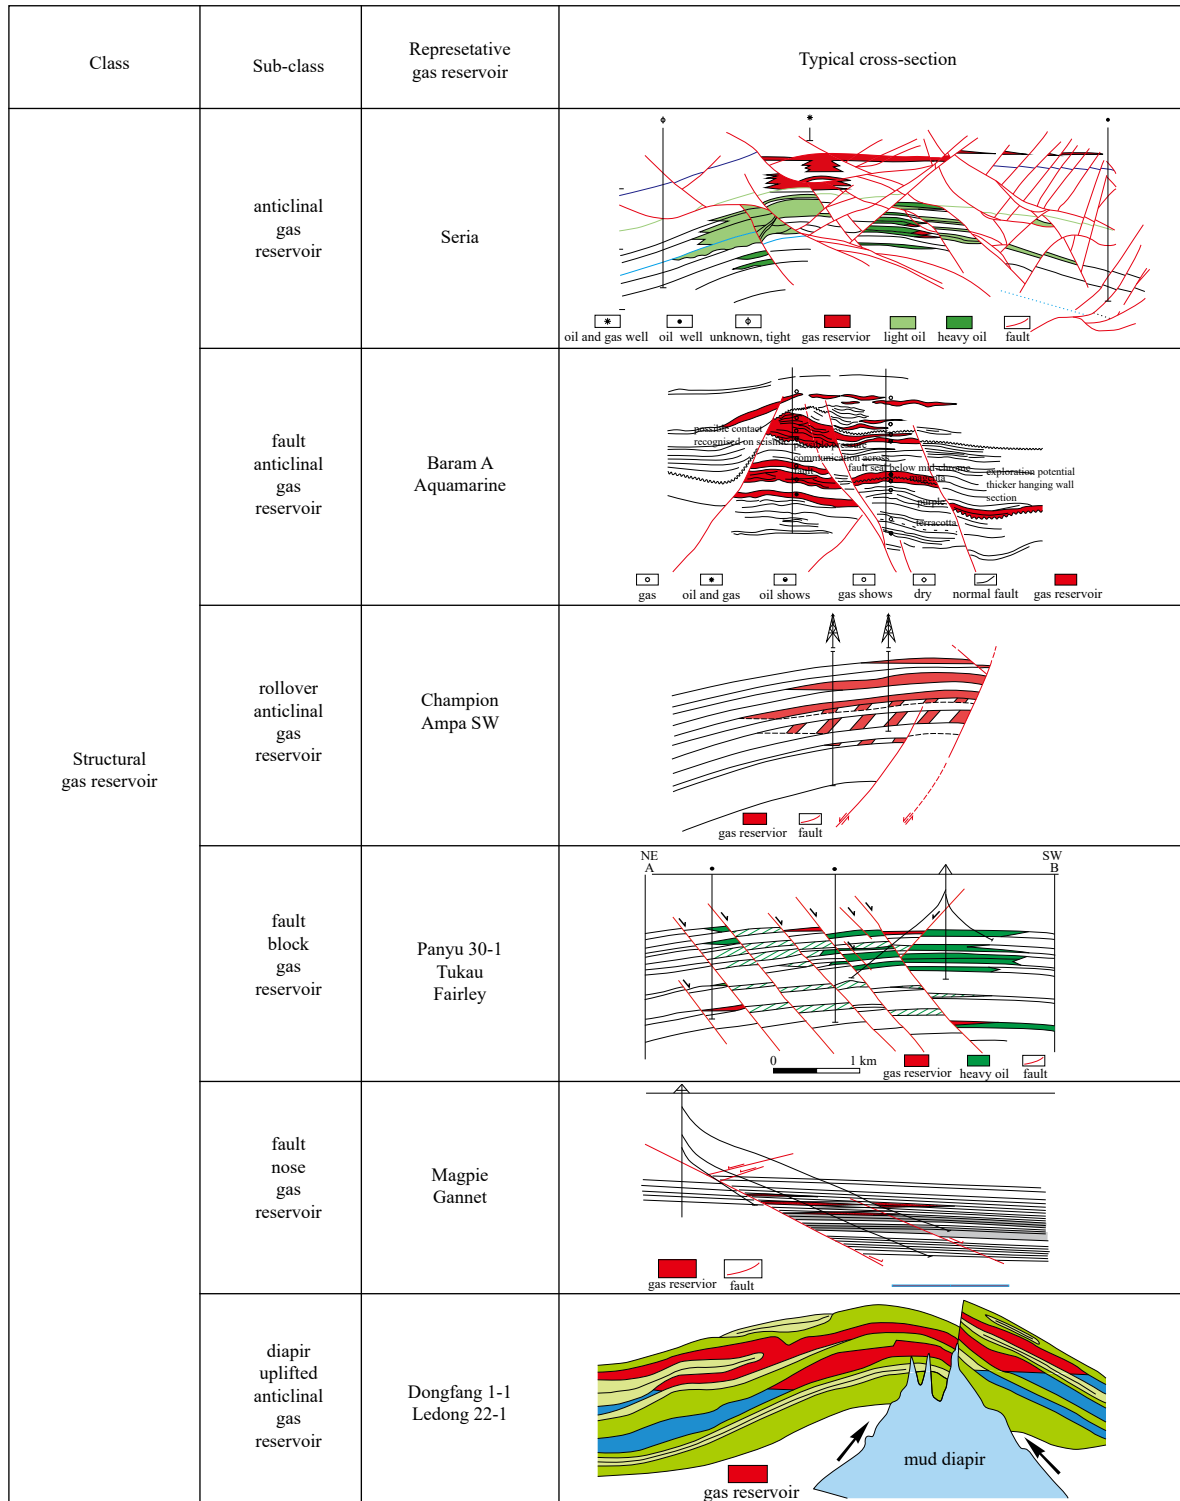 Class
Sub-class
Represetative
gas reservoir
Typical cross-section
Structural
gas reservoir
anticlinal
gas
reservoir
Seria
oil and gas well
oil well
unknown, tight
gas reservior
light oil
heavy oil
fault
fault
anticlinal
gas
reservoir
Baram A
Aquamarine
possible contact
recognised on seismic
possible pressure
communication across
fault
fault seal below mid-chrome
magenta
purple
terracotta
exploration potential
thicker hanging wall
section
gas
oil and gas
oil shows
gas shows
dry
normal fault
gas reservoir
rollover
anticlinal
gas
reservoir
Champion
Ampa SW
gas reservior
fault
fault
block
gas
reservoir
Panyu 30-1
Tukau
Fairley
NE
A
SW
B
0
1 km
gas reservior
heavy oil
fault
fault
nose
gas
reservoir
Magpie
Gannet
gas reservior
fault
diapir
uplifted
anticlinal
gas
reservoir
Dongfang 1-1
Ledong 22-1
mud diapir
gas reservoir